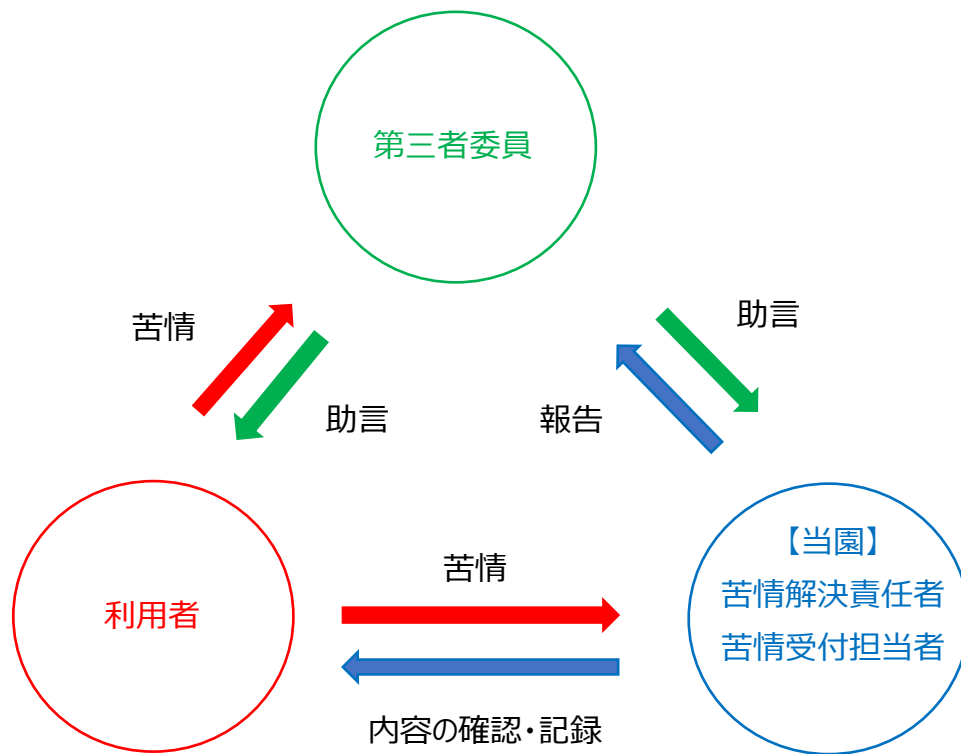 第三者委員
苦情
助言
助言
報告
利用者
苦情
内容の確認・記録
【当園】
苦情解決責任者
苦情受付担当者